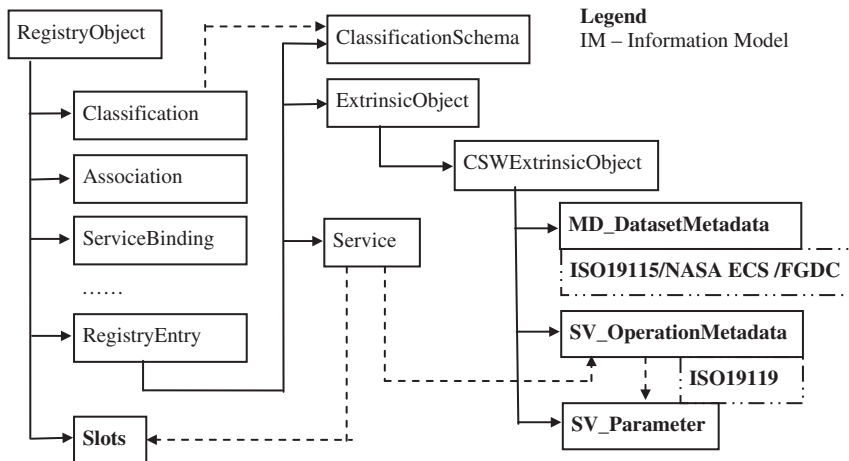 RegistryObject
Classification
Association
ServiceBinding
......
RegistryEntry
Slots
ClassificationSchema
ExtrinsicObject
CSWExtrinsicObject
Service
MD_DatasetMetadata
ISO19115/NASA ECS /FGDC
SV_OperationMetadata
ISO19119
SV_Parameter
Legend
IM – Information Model